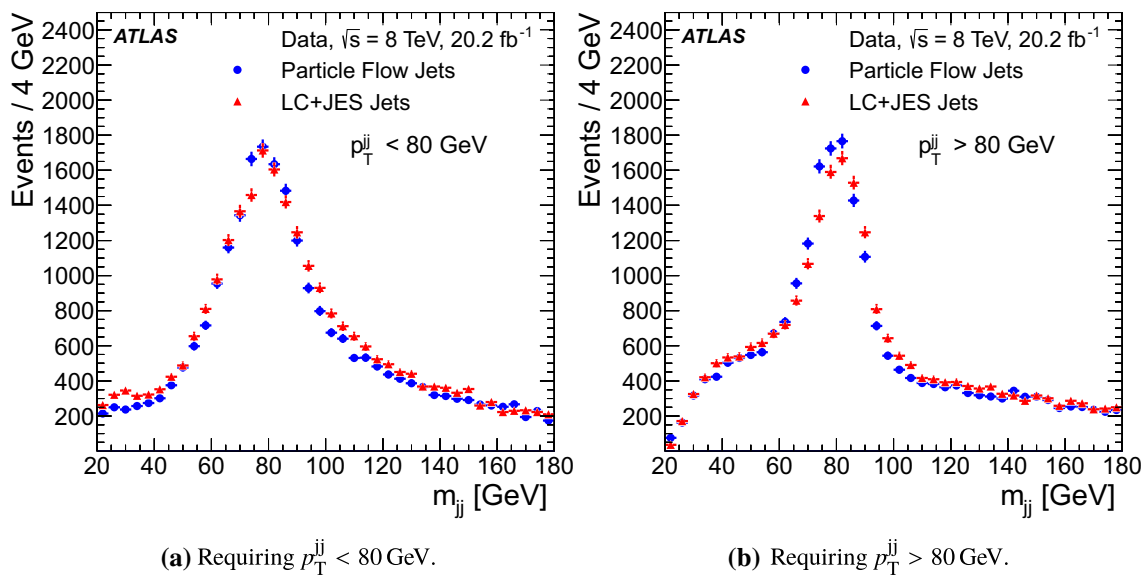 ATLAS
Data, √s = 8 TeV, 20.2 fb⁻¹
Particle Flow Jets
LC+JES Jets
p_T^jj < 80 GeV
Events / 4 GeV
2400
2200
2000
1800
1600
1400
1200
1000
800
600
400
200
20 40 60 80 100 120 140 160 180
m_jj [GeV]
(a) Requiring p_T^jj < 80 GeV.
ATLAS
Data, √s = 8 TeV, 20.2 fb⁻¹
Particle Flow Jets
LC+JES Jets
p_T^jj > 80 GeV
Events / 4 GeV
2400
2200
2000
1800
1600
1400
1200
1000
800
600
400
200
20 40 60 80 100 120 140 160 180
m_jj [GeV]
(b) Requiring p_T^jj > 80 GeV.